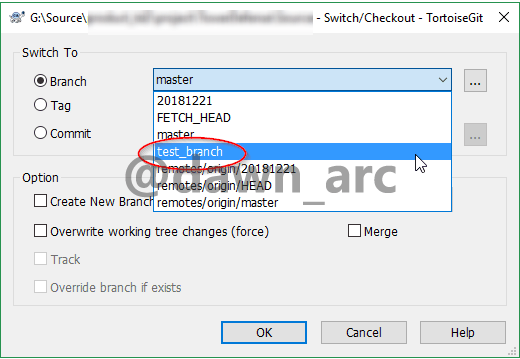 G:\Source\ - Switch/Checkout - TortoiseGit
Switch To
Branch master ...
20181221
Tag
FETCH_HEAD
Commit master ...
test_branch
remotes/origin/20181221
@dawn_arc
Option remotes/origin/HEAD
Create New Branch remotes/origin/master
Overwrite working tree changes (force) Merge
Track
Override branch if exists
OK Cancel Help